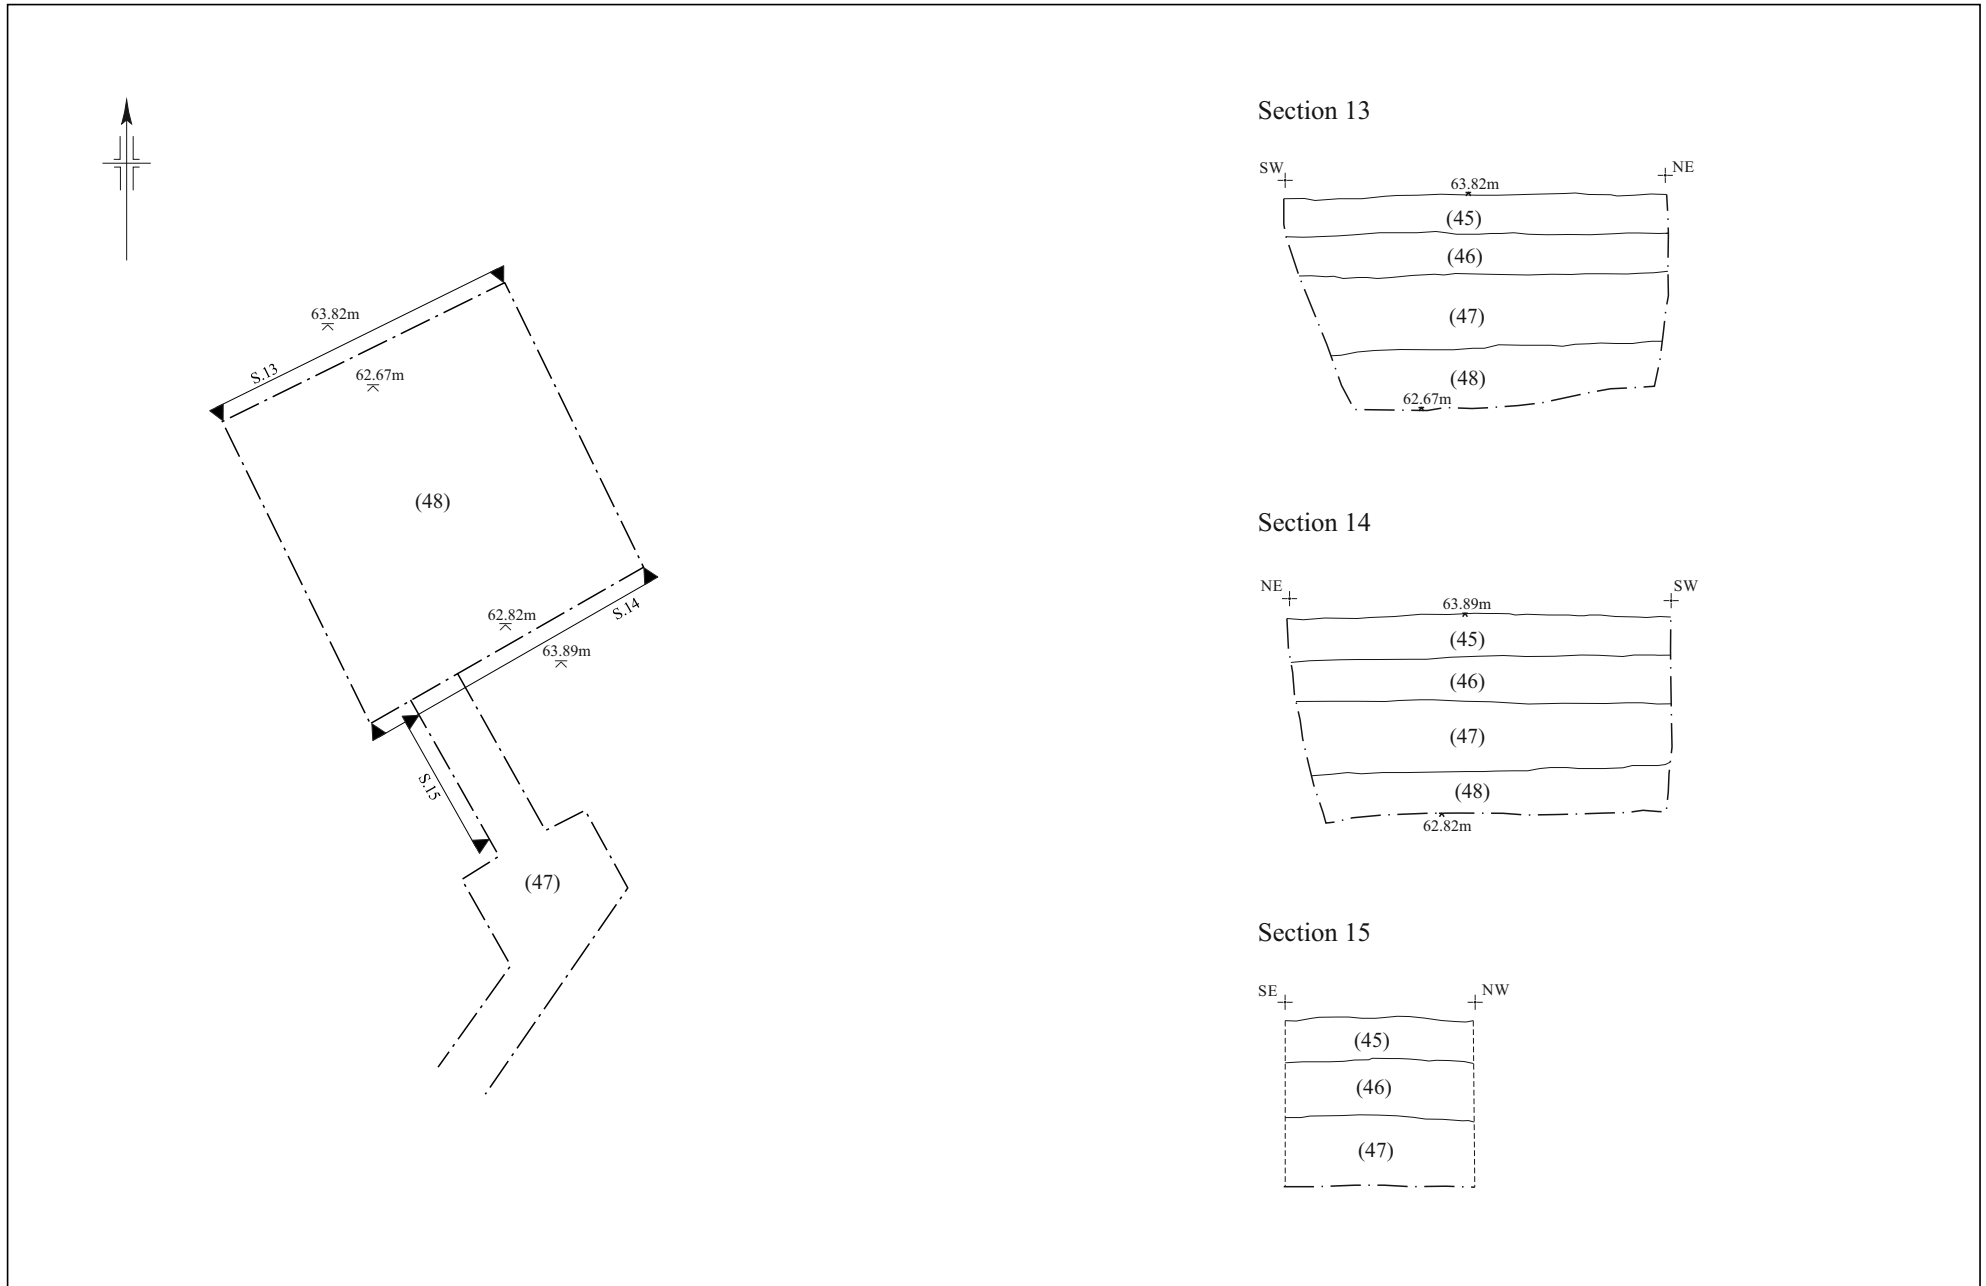 63.82m
S.13
62.67m
(48)
62.82m
S.14
63.89m
S.15
(47)
Section 13
SW
NE
63.82m
(45)
(46)
(47)
(48)
62.67m
Section 14
NE
SW
63.89m
(45)
(46)
(47)
(48)
62.82m
Section 15
SE
NW
(45)
(46)
(47)